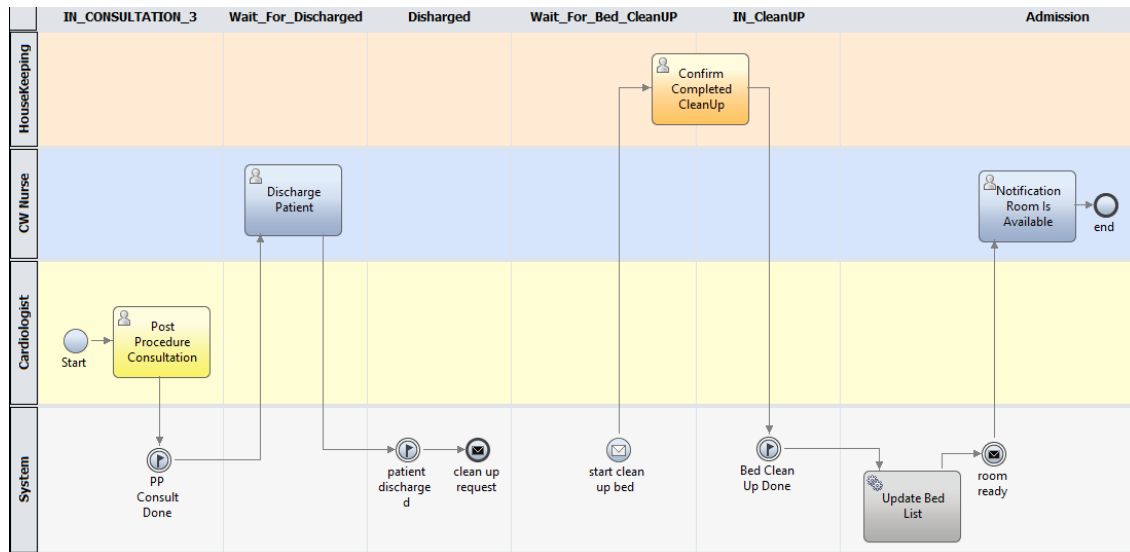 IN_CONSULTATION_3
Wait_For_Discharged
Disharged
Wait_For_Bed_CleanUP
IN_CleanUP
Admission
HouseKeeping
Confirm
Completed
CleanUp
CW Nurse
Discharge
Patient
Notification
Room Is
Available
end
Cardiologist
Start
Post
Procedure
Consultation
System
PP
Consult
Done
patient
discharge
d
clean up
request
start clean
up bed
Bed Clean
Up Done
Update Bed
List
room
ready